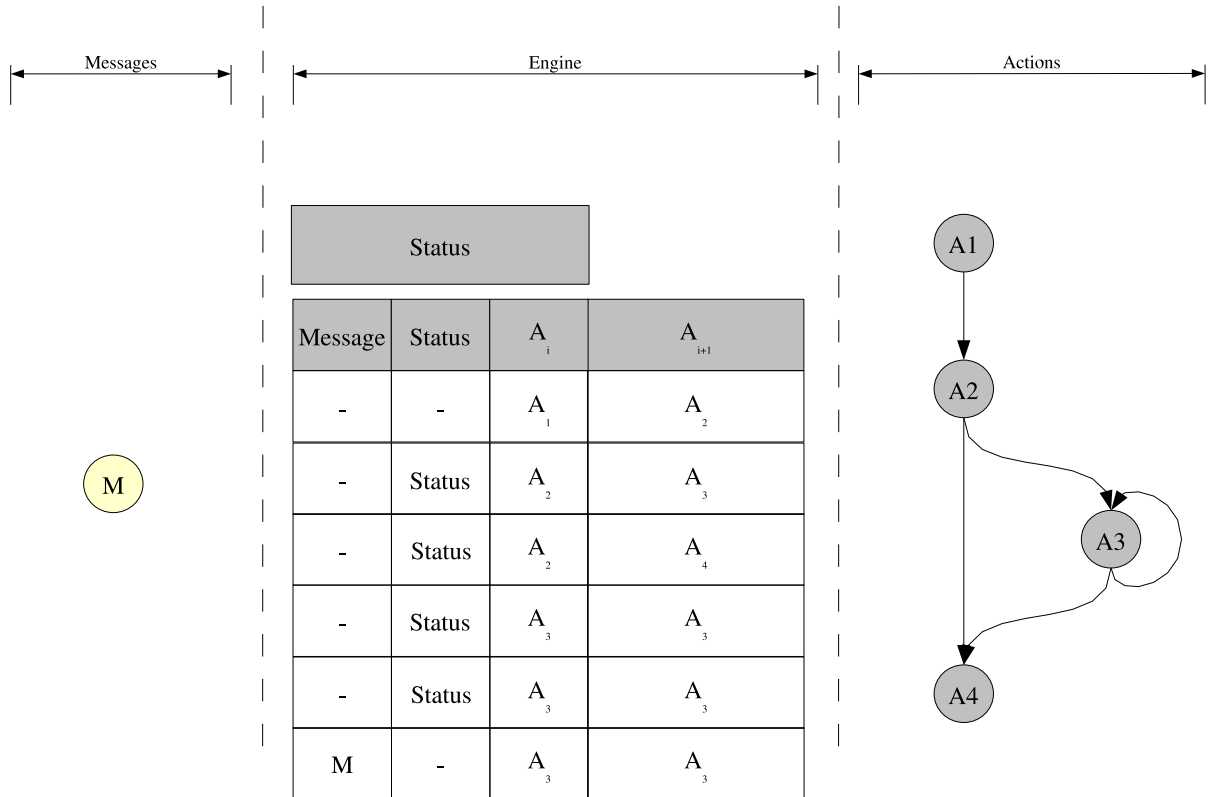 Messages Engine Actions
Status
Message Status A i A i+1
- - A 1 A 2
- Status A 2 A 3
- Status A 2 A 4
- Status A 3 A 3
- Status A 3 A 3
M - A 3 A 3
M
A1
A2
A3
A4